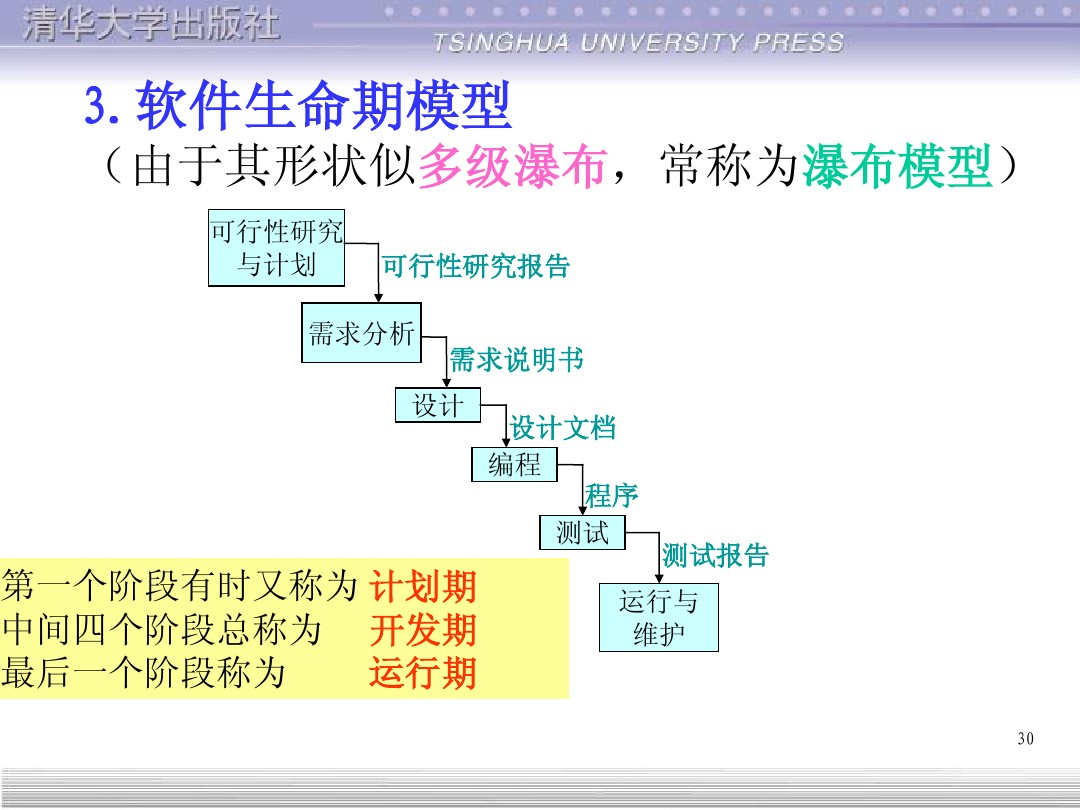 清华大学出版社
TSINGHUA UNIVERSITY PRESS
3.软件生命期模型
（由于其形状似多级瀑布，常称为瀑布模型）
可行性研究
与计划
可行性研究报告
需求分析
需求说明书
设计
设计文档
编程
程序
测试
测试报告
运行与
维护
第一个阶段有时又称为 计划期
中间四个阶段总称为 开发期
最后一个阶段称为 运行期
30